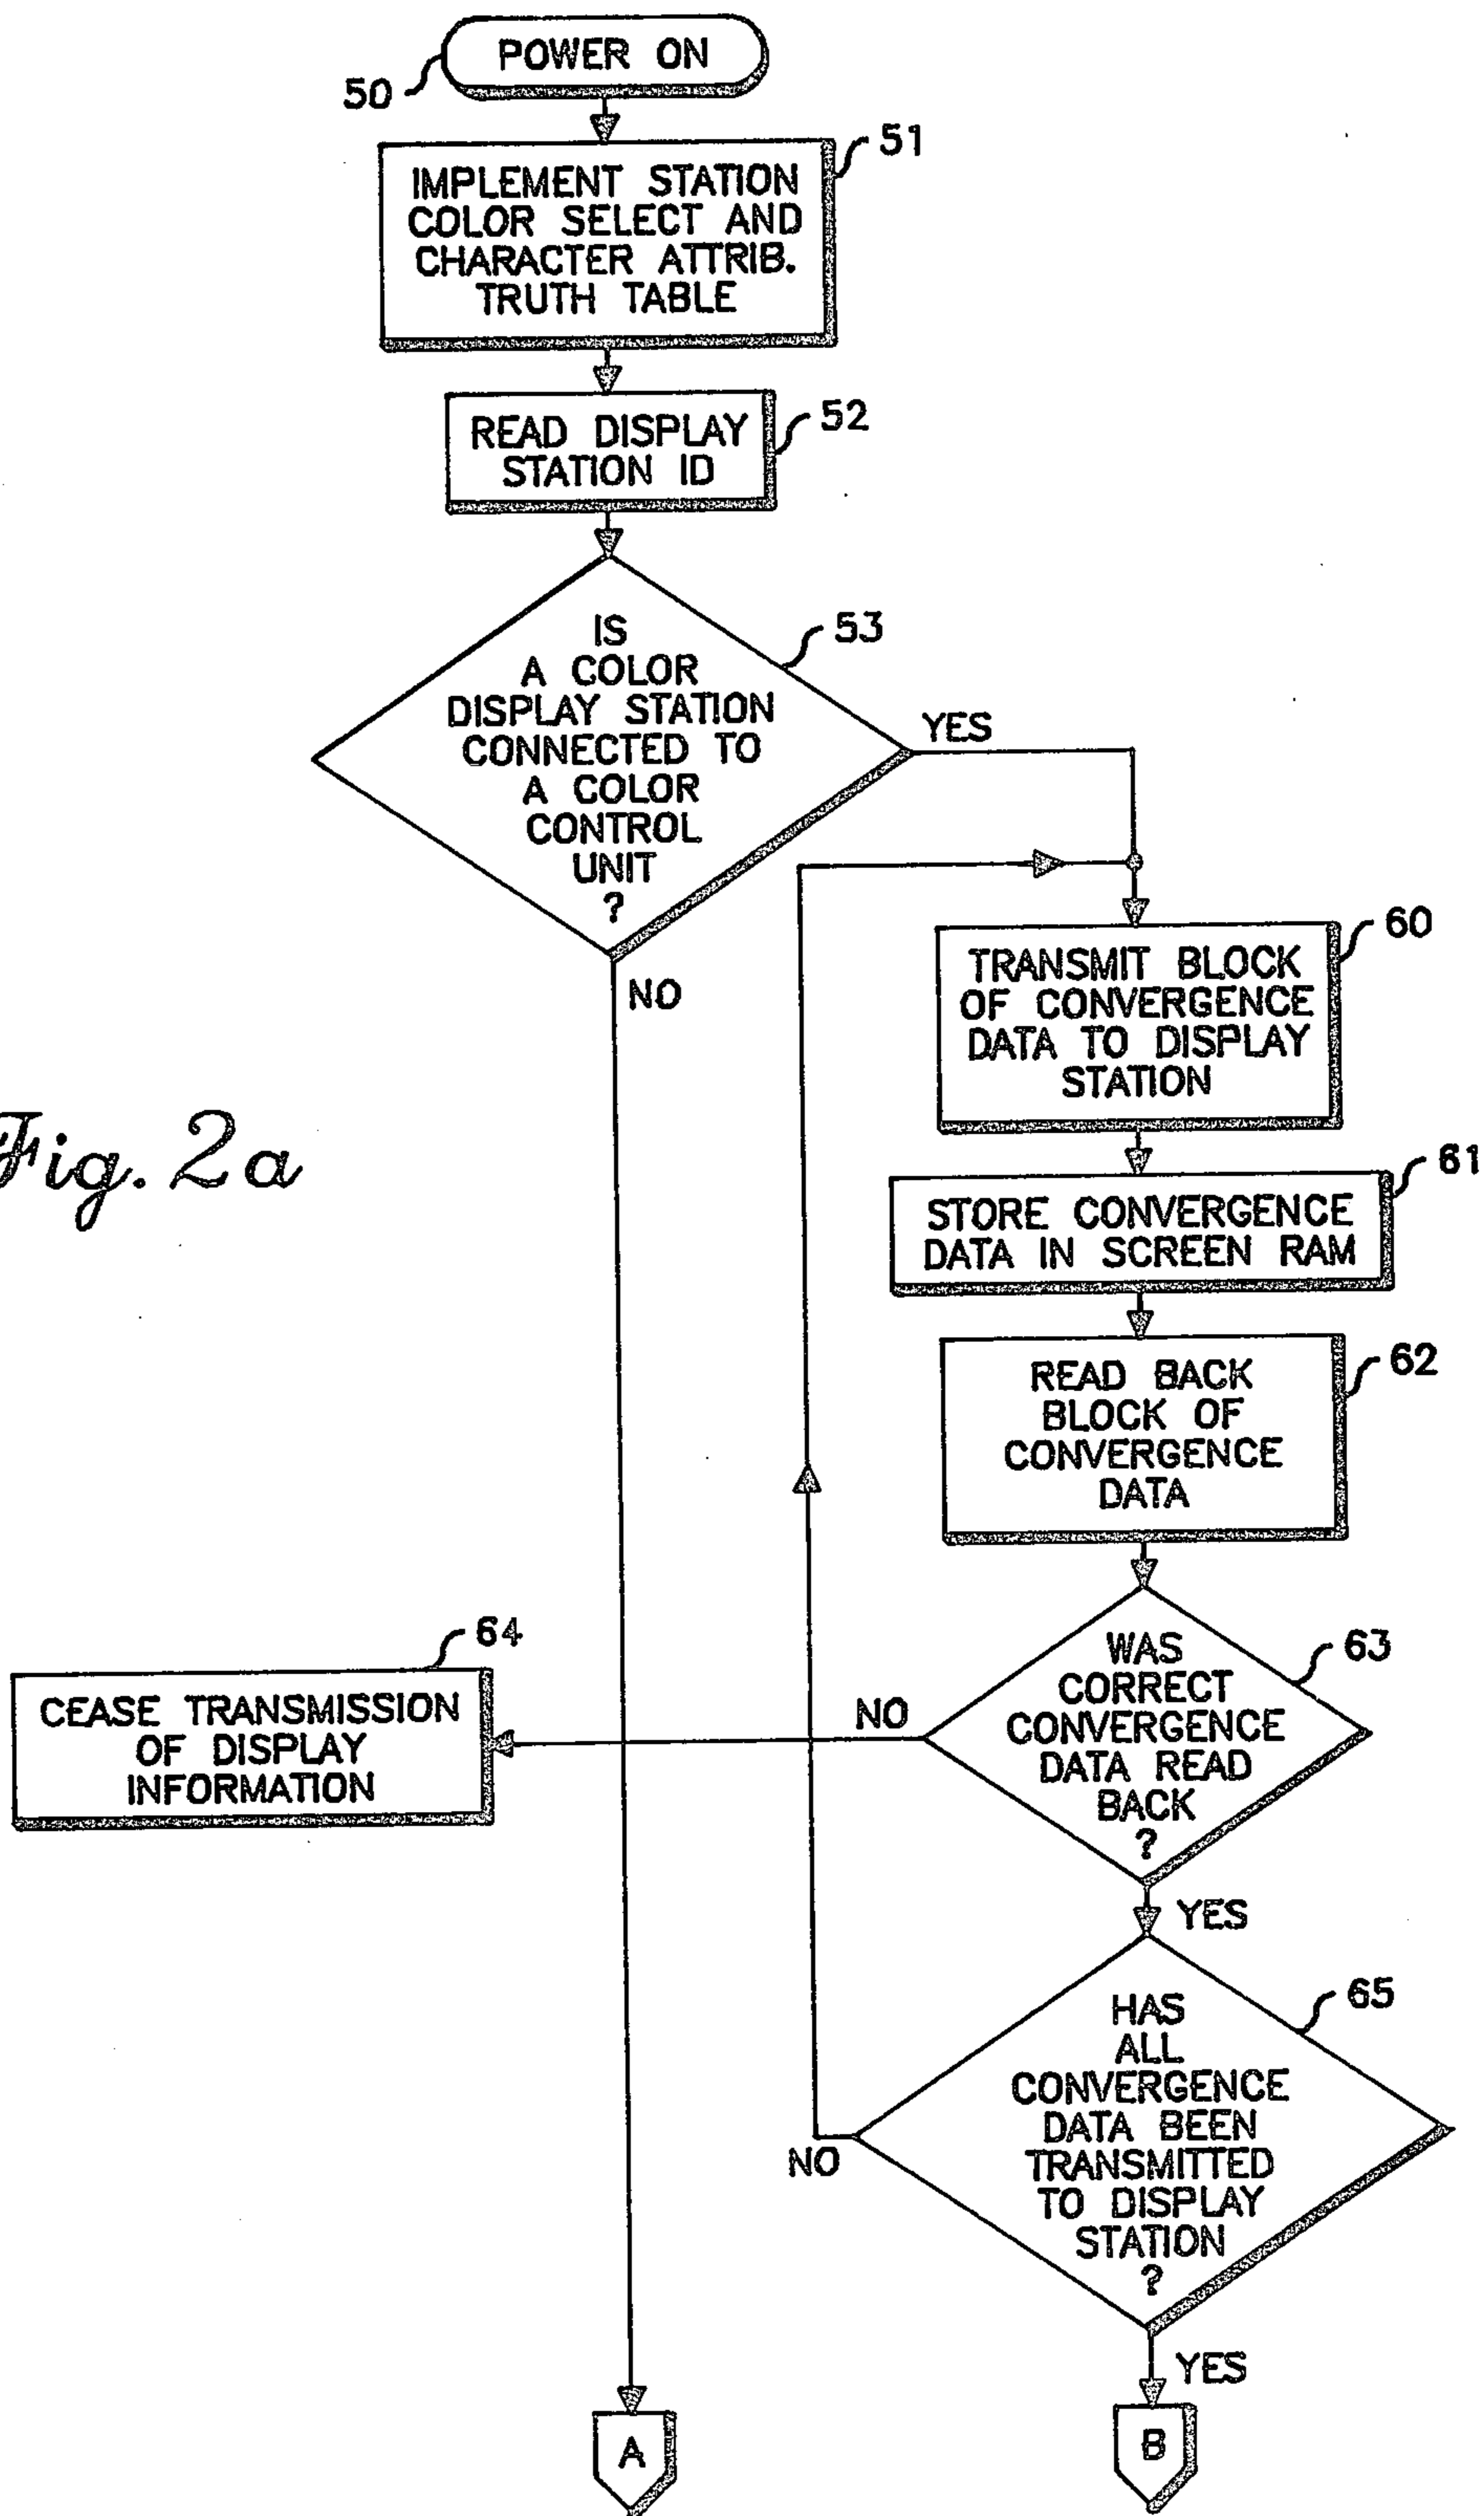 POWER ON
50
51
IMPLEMENT STATION
COLOR SELECT AND
CHARACTER ATTRIB.
TRUTH TABLE
52
READ DISPLAY
STATION ID
53
IS
A COLOR
DISPLAY STATION
CONNECTED TO
A COLOR
CONTROL
UNIT
?
YES
NO
60
TRANSMIT BLOCK
OF CONVERGENCE
DATA TO DISPLAY
STATION
Fig. 2a
61
STORE CONVERGENCE
DATA IN SCREEN RAM
62
READ BACK
BLOCK OF
CONVERGENCE
DATA
63
WAS
CORRECT
CONVERGENCE
DATA READ
BACK
?
NO
64
CEASE TRANSMISSION
OF DISPLAY
INFORMATION
YES
65
HAS
ALL
CONVERGENCE
DATA BEEN
TRANSMITTED
TO DISPLAY
STATION
?
NO
YES
A
B